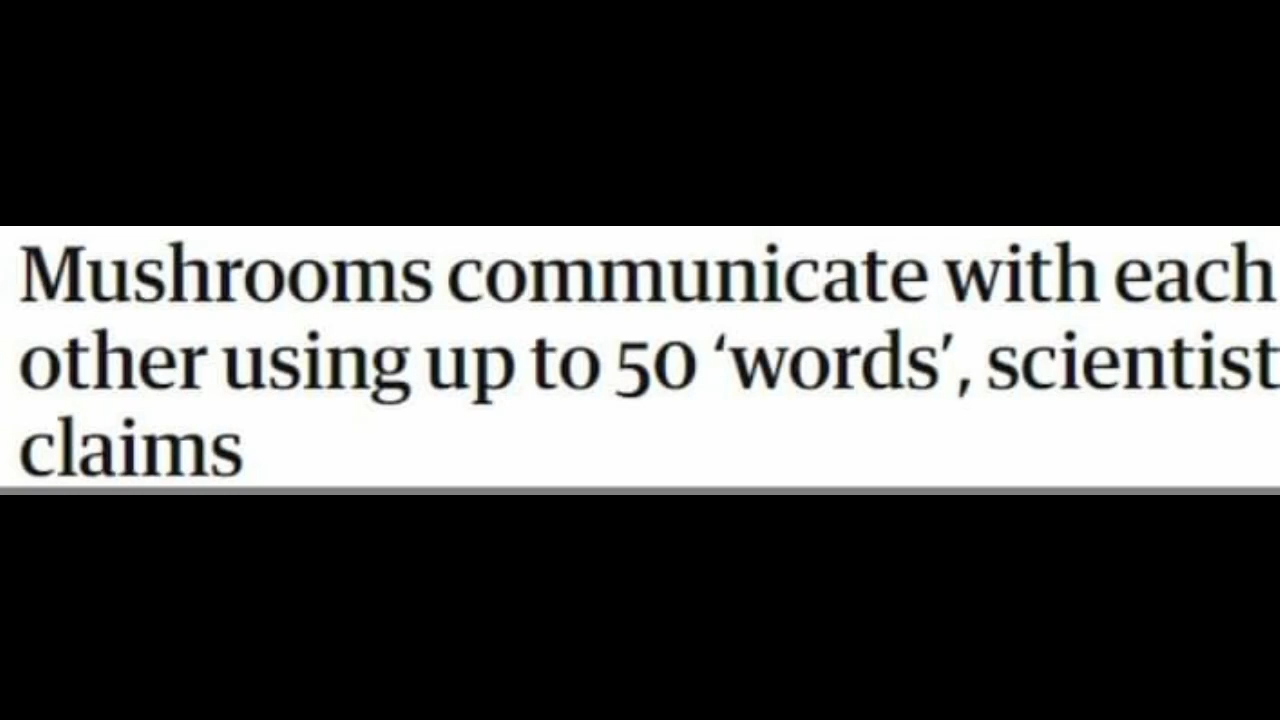 Mushrooms communicate with each
other using up to 50 ‘words’, scientist
claims